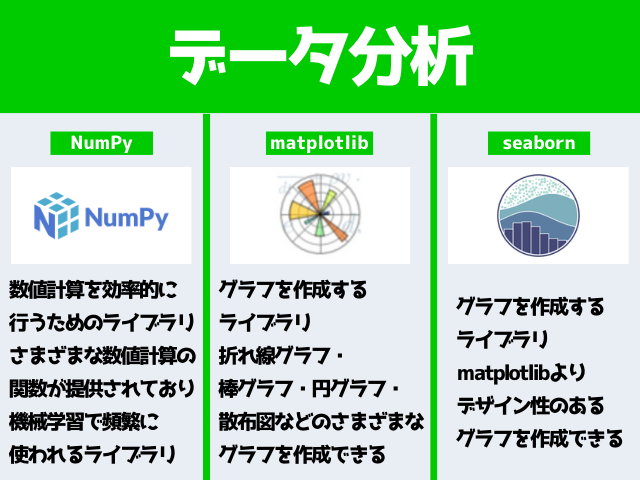 データ分析
NumPy
NumPy
数値計算を効率的に
行うためのライブラリ
さまざまな数値計算の
関数が提供されており
機械学習で頻繁に
使われるライブラリ
matplotlib
グラフを作成する
ライブラリ
折れ線グラフ・
棒グラフ・円グラフ・
散布図などのさまざまな
グラフを作成できる
seaborn
グラフを作成する
ライブラリ
matplotlibより
デザイン性のある
グラフを作成できる